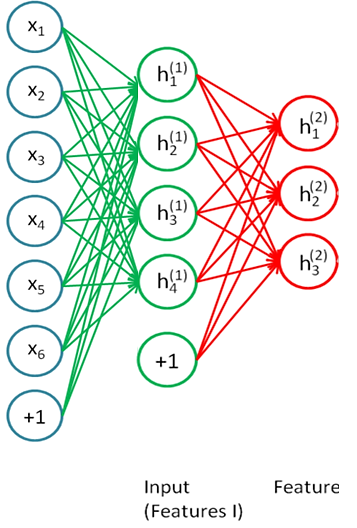 x₁
x₂
x₃
x₄
x₅
x₆
+1
h₁⁽¹⁾
h₂⁽¹⁾
h₃⁽¹⁾
h₄⁽¹⁾
+1
h₁⁽²⁾
h₂⁽²⁾
h₃⁽²⁾
Input
(Features I)
Feature